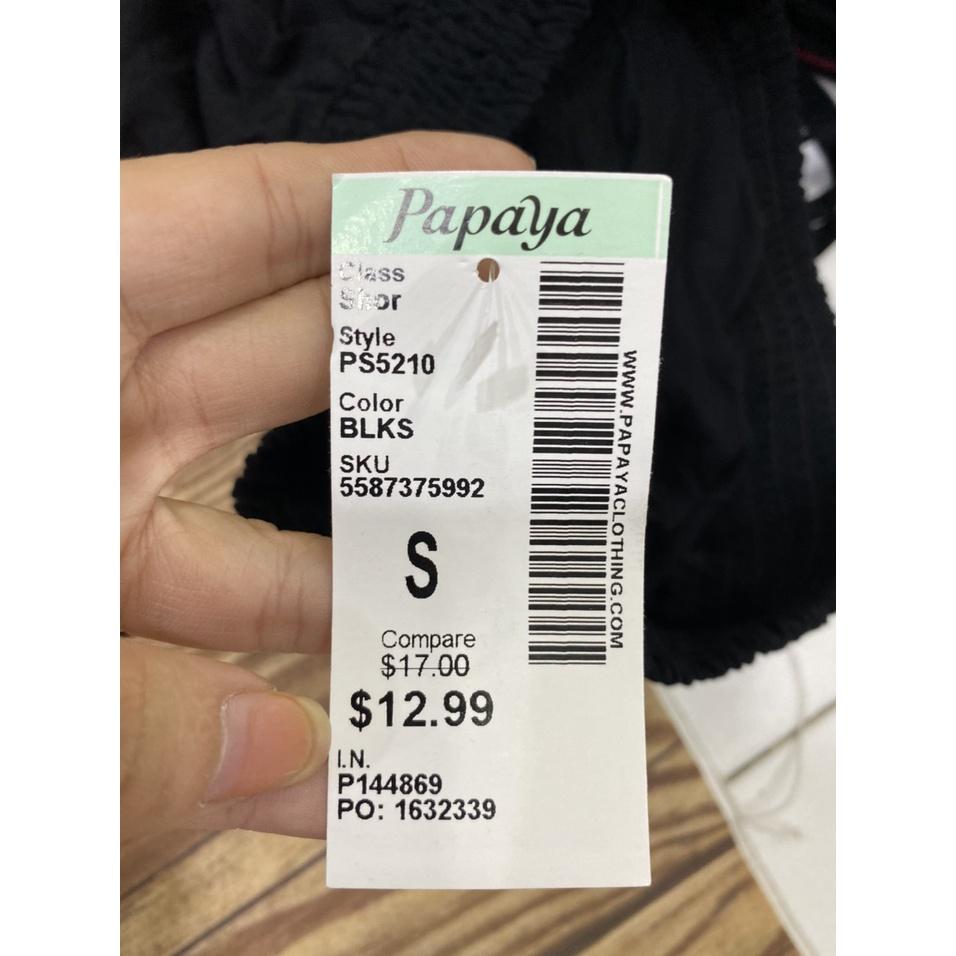 Papaya
Class
Shor
Style
PS5210
Color
BLKS
SKU
5587375992
S
Compare
$17.00
$12.99
I.N.
P144869
PO: 1632339
WWW.PAPAYACLOTHING.COM